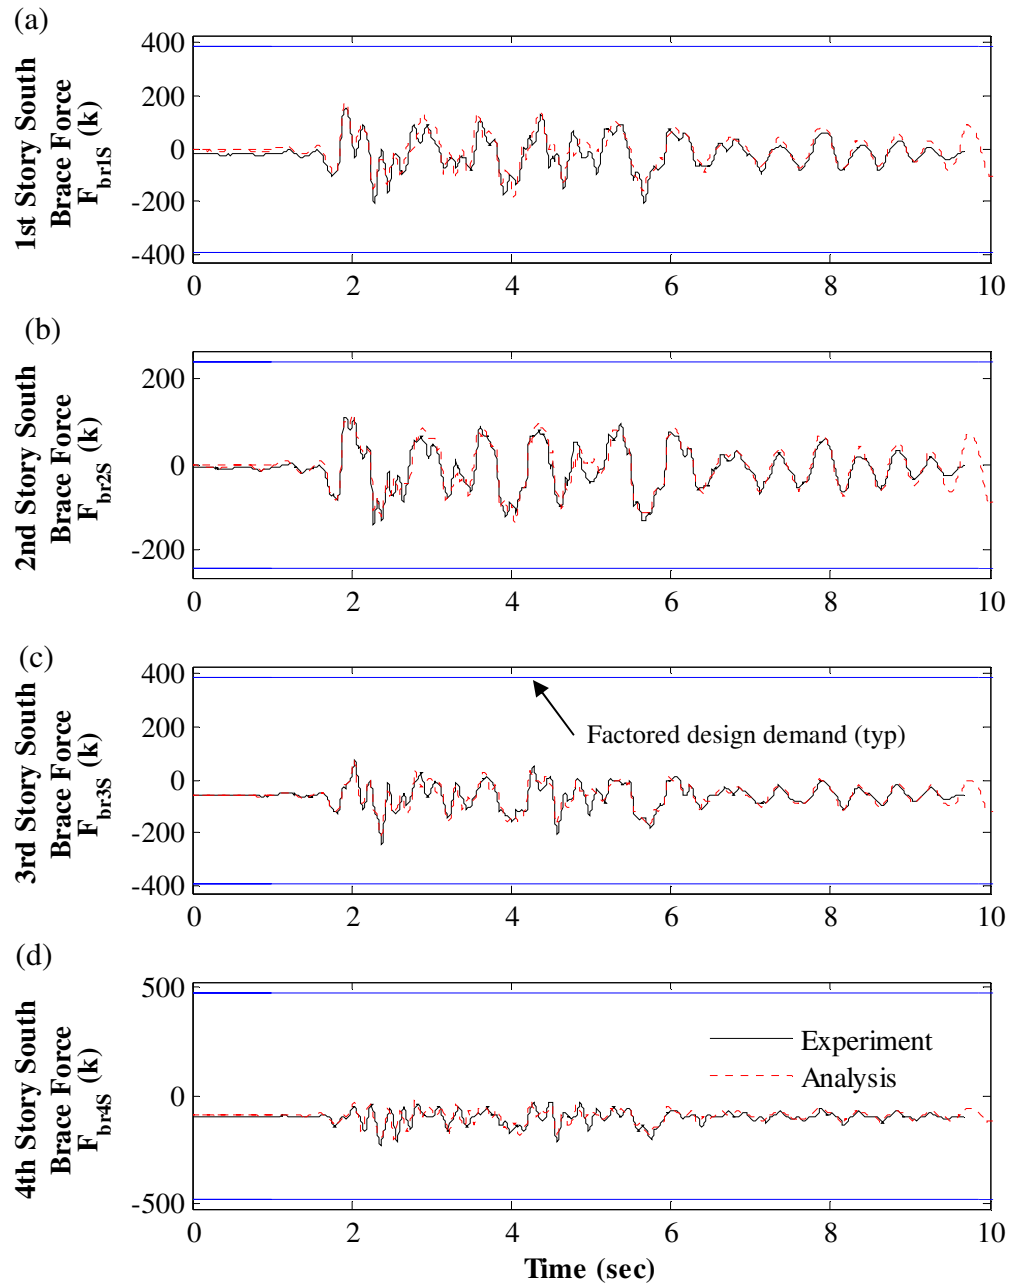 (a)
1st Story South
Brace Force
F_br1S (k)
400
200
0
-200
-400
0 2 4 6 8 10
(b)
2nd Story South
Brace Force
F_br2S (k)
200
0
-200
0 2 4 6 8 10
(c)
3rd Story South
Brace Force
F_br3S (k)
400
200
0
-200
-400
Factored design demand (typ)
0 2 4 6 8 10
(d)
4th Story South
Brace Force
F_br4S (k)
500
0
-500
Experiment
Analysis
0 2 4 6 8 10
Time (sec)